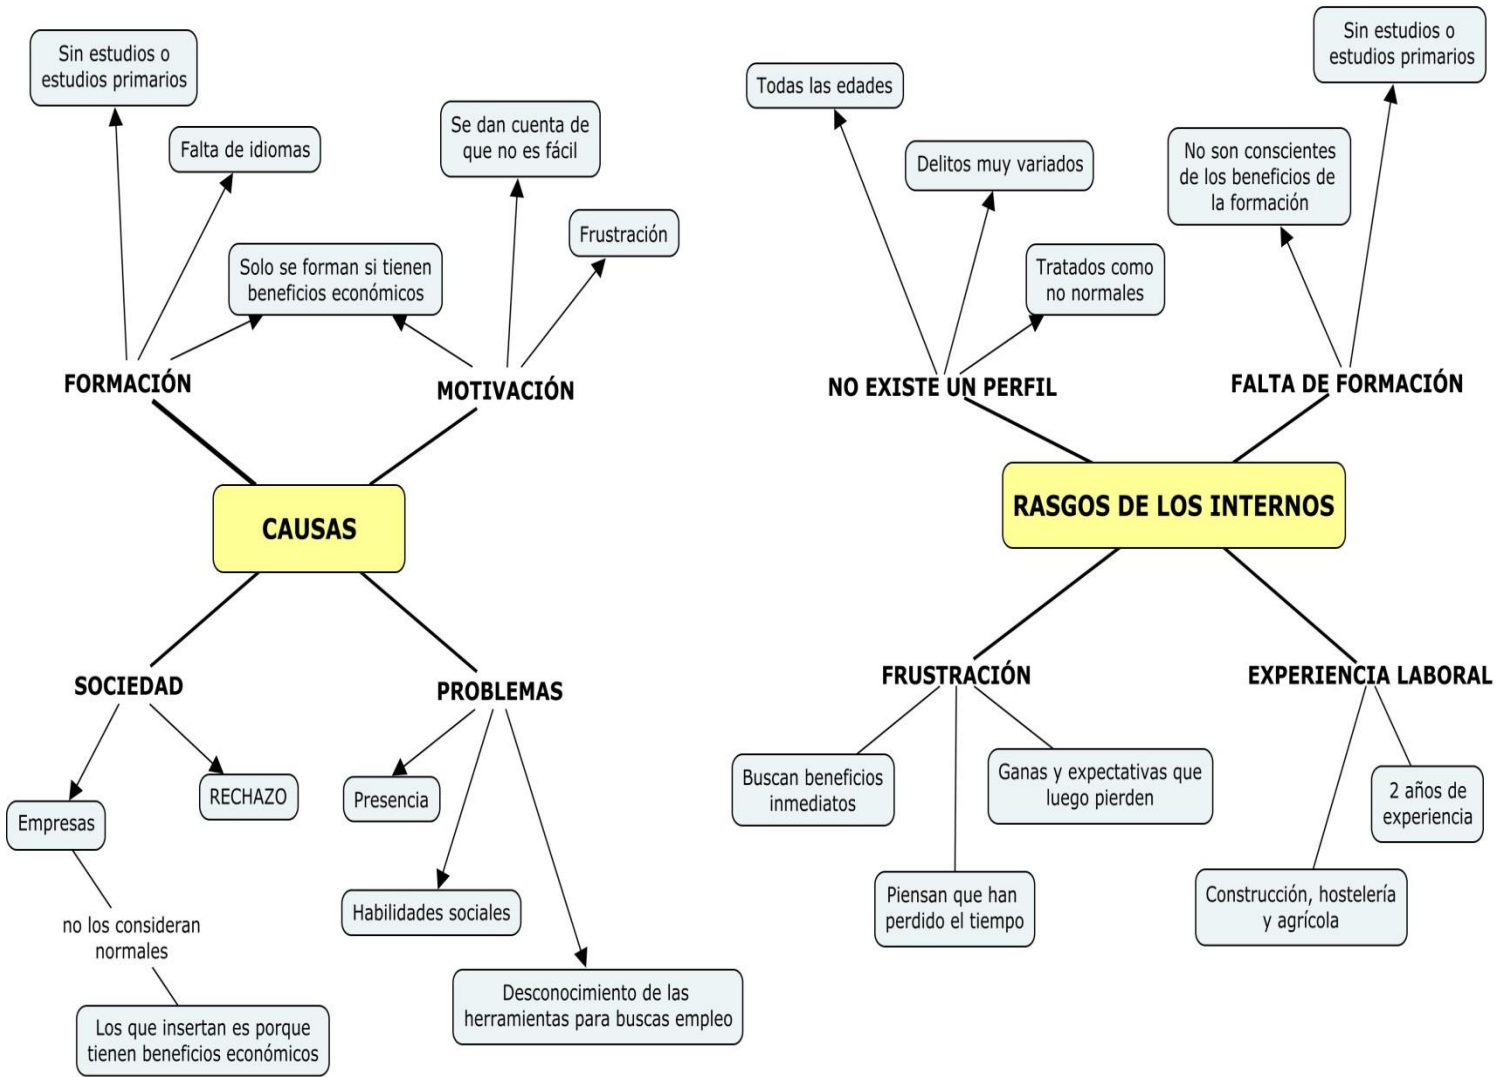 Sin estudios o
estudios primarios
Falta de idiomas
Se dan cuenta de
que no es fácil
Frustración
Solo se forman si tienen
beneficios económicos
FORMACIÓN
MOTIVACIÓN
CAUSAS
SOCIEDAD
PROBLEMAS
Empresas
RECHAZO
Presencia
no los consideran
normales
Habilidades sociales
Los que insertan es porque
tienen beneficios económicos
Desconocimiento de las
herramientas para buscas empleo
Todas las edades
Delitos muy variados
Tratados como
no normales
Sin estudios o
estudios primarios
No son conscientes
de los beneficios de
la formación
NO EXISTE UN PERFIL
FALTA DE FORMACIÓN
RASGOS DE LOS INTERNOS
FRUSTRACIÓN
EXPERIENCIA LABORAL
Buscan beneficios
inmediatos
Ganas y expectativas que
luego pierden
2 años de
experiencia
Piensan que han
perdido el tiempo
Construcción, hostelería
y agrícola